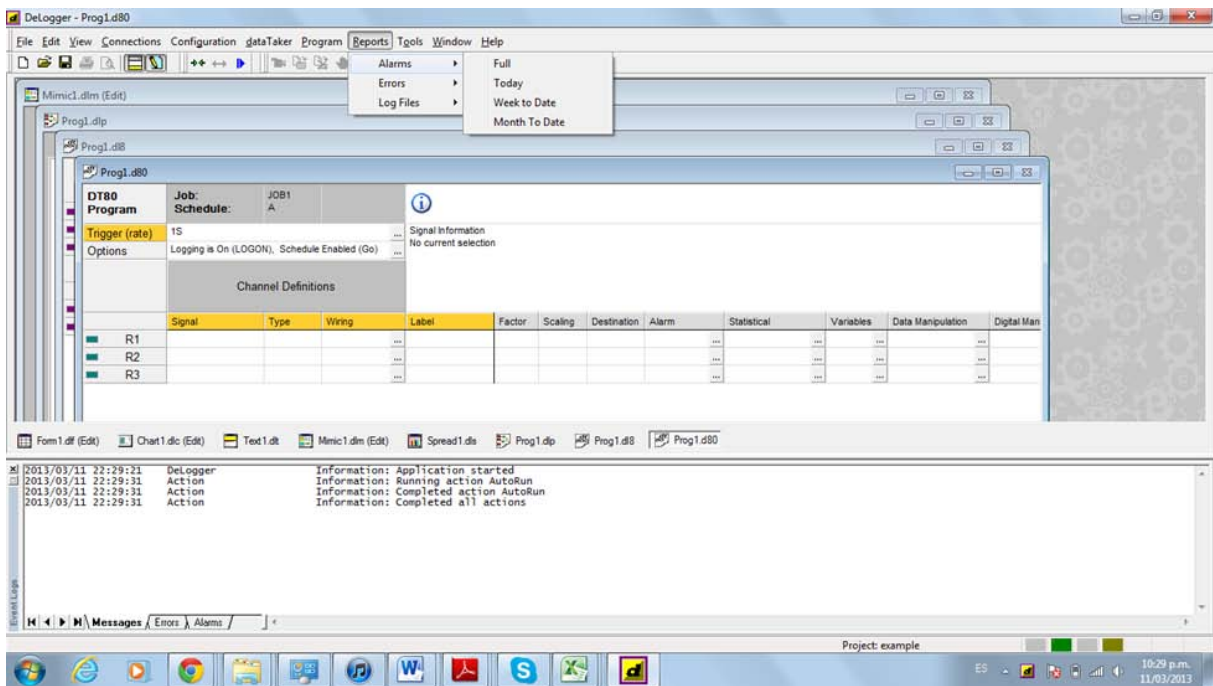 DeLogger - Prog1.d80
File Edit View Connections Configuration dataTaker Program Reports Tools Window Help
Alarms
Errors
Log Files
Full
Today
Week to Date
Month To Date
Mimic1.dlm (Edit)
Prog1.dlp
Prog1.dl8
Prog1.d80
DT80 Program
Job: JOB1
Schedule: A
Trigger (rate) 1S ...
Options Logging is On (LOGON), Schedule Enabled (Go) ...
Signal Information
No current selection
Channel Definitions
Signal Type Wiring Label Factor Scaling Destination Alarm Statistical Variables Data Manipulation Digital Man
R1 ... ... ... ... ...
R2 ... ... ... ... ...
R3 ... ... ... ... ...
Form1.dlf (Edit) Chart1.dlc (Edit) Text1.dlt Mimic1.dlm (Edit) Spread1.dls Prog1.dlp Prog1.dl8 Prog1.d80
2013/03/11 22:29:21 DeLogger Information: Application started
2013/03/11 22:29:31 Action Information: Running action AutoRun
2013/03/11 22:29:31 Action Information: Completed action AutoRun
2013/03/11 22:29:31 Action Information: Completed all actions
Event Logs
Messages Errors Alarms
Project: example
ES
10:29 p.m.
11/03/2013